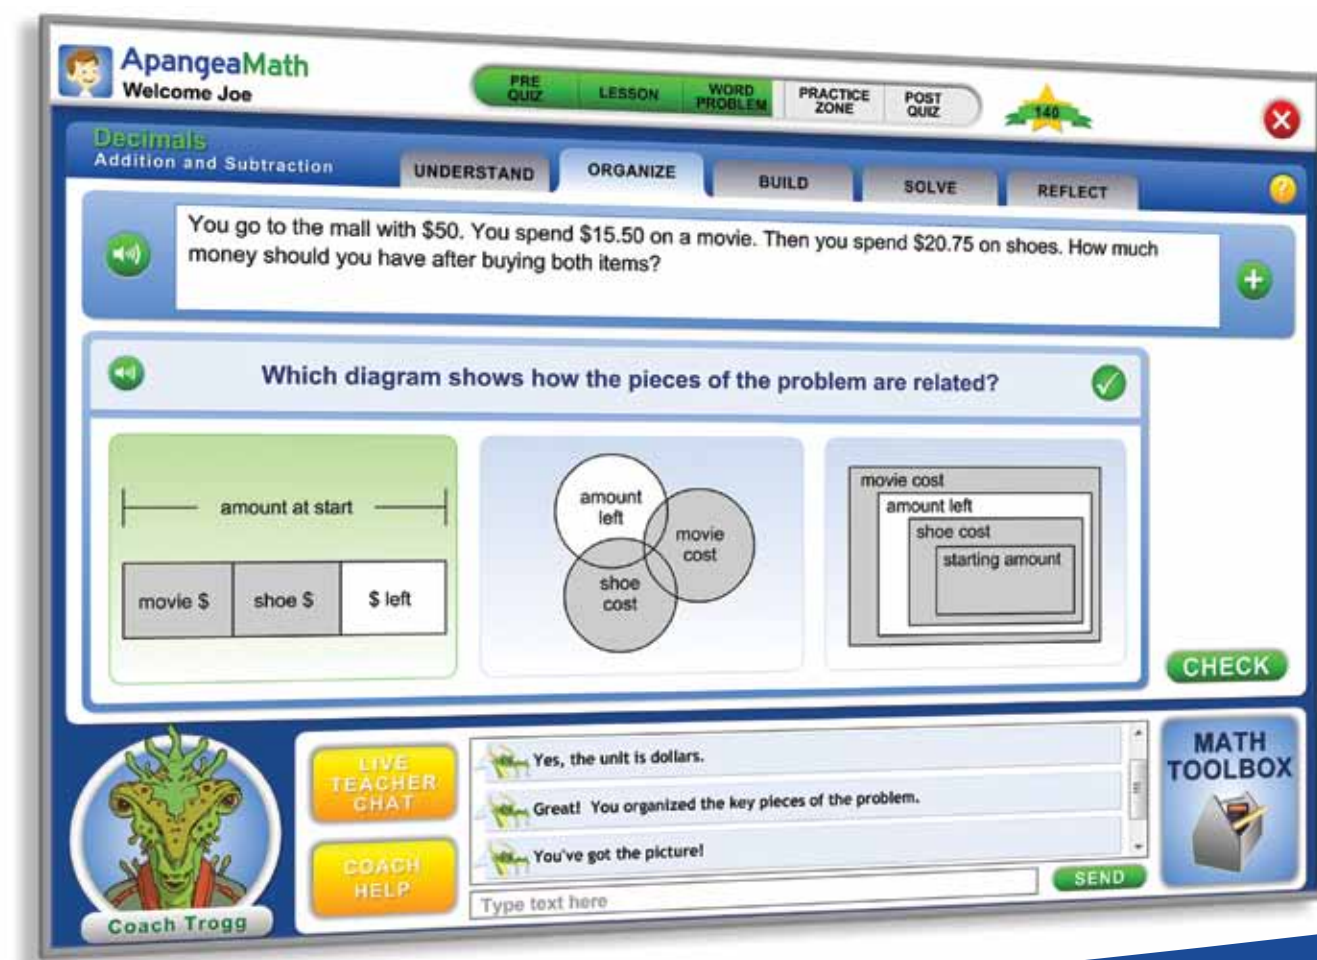 ApangeaMath
Welcome Joe
PRE
QUIZ
LESSON
WORD
PROBLEM
PRACTICE
ZONE
POST
QUIZ
140
Decimals
Addition and Subtraction
UNDERSTAND
ORGANIZE
BUILD
SOLVE
REFLECT
?
You go to the mall with $50. You spend $15.50 on a movie. Then you spend $20.75 on shoes. How much
money should you have after buying both items?
+
Which diagram shows how the pieces of the problem are related?
amount at start
movie $
shoe $
$ left
amount
left
movie
cost
shoe
cost
movie cost
amount left
shoe cost
starting amount
CHECK
Coach Trogg
LIVE
TEACHER
CHAT
COACH
HELP
Yes, the unit is dollars.
Great! You organized the key pieces of the problem.
You've got the picture!
Type text here
SEND
MATH
TOOLBOX